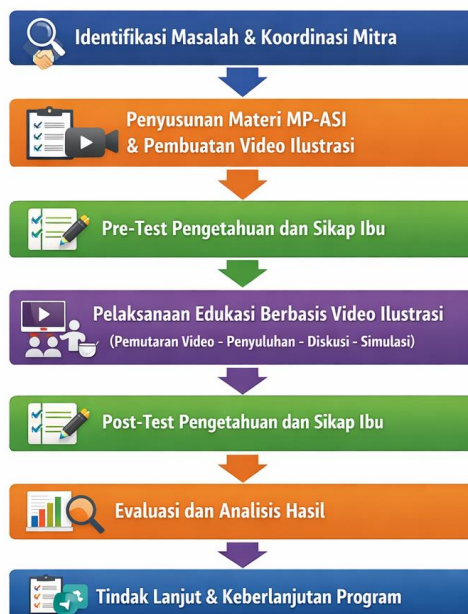 Identifikasi Masalah & Koordinasi Mitra
Penyusunan Materi MP-ASI
& Pembuatan Video Ilustrasi
Pre-Test Pengetahuan dan Sikap Ibu
Pelaksanaan Edukasi Berbasis Video Ilustrasi
(Pemutaran Video - Penyuluhan - Diskusi - Simulasi)
Post-Test Pengetahuan dan Sikap Ibu
Evaluasi dan Analisis Hasil
Tindak Lanjut & Keberlanjutan Program